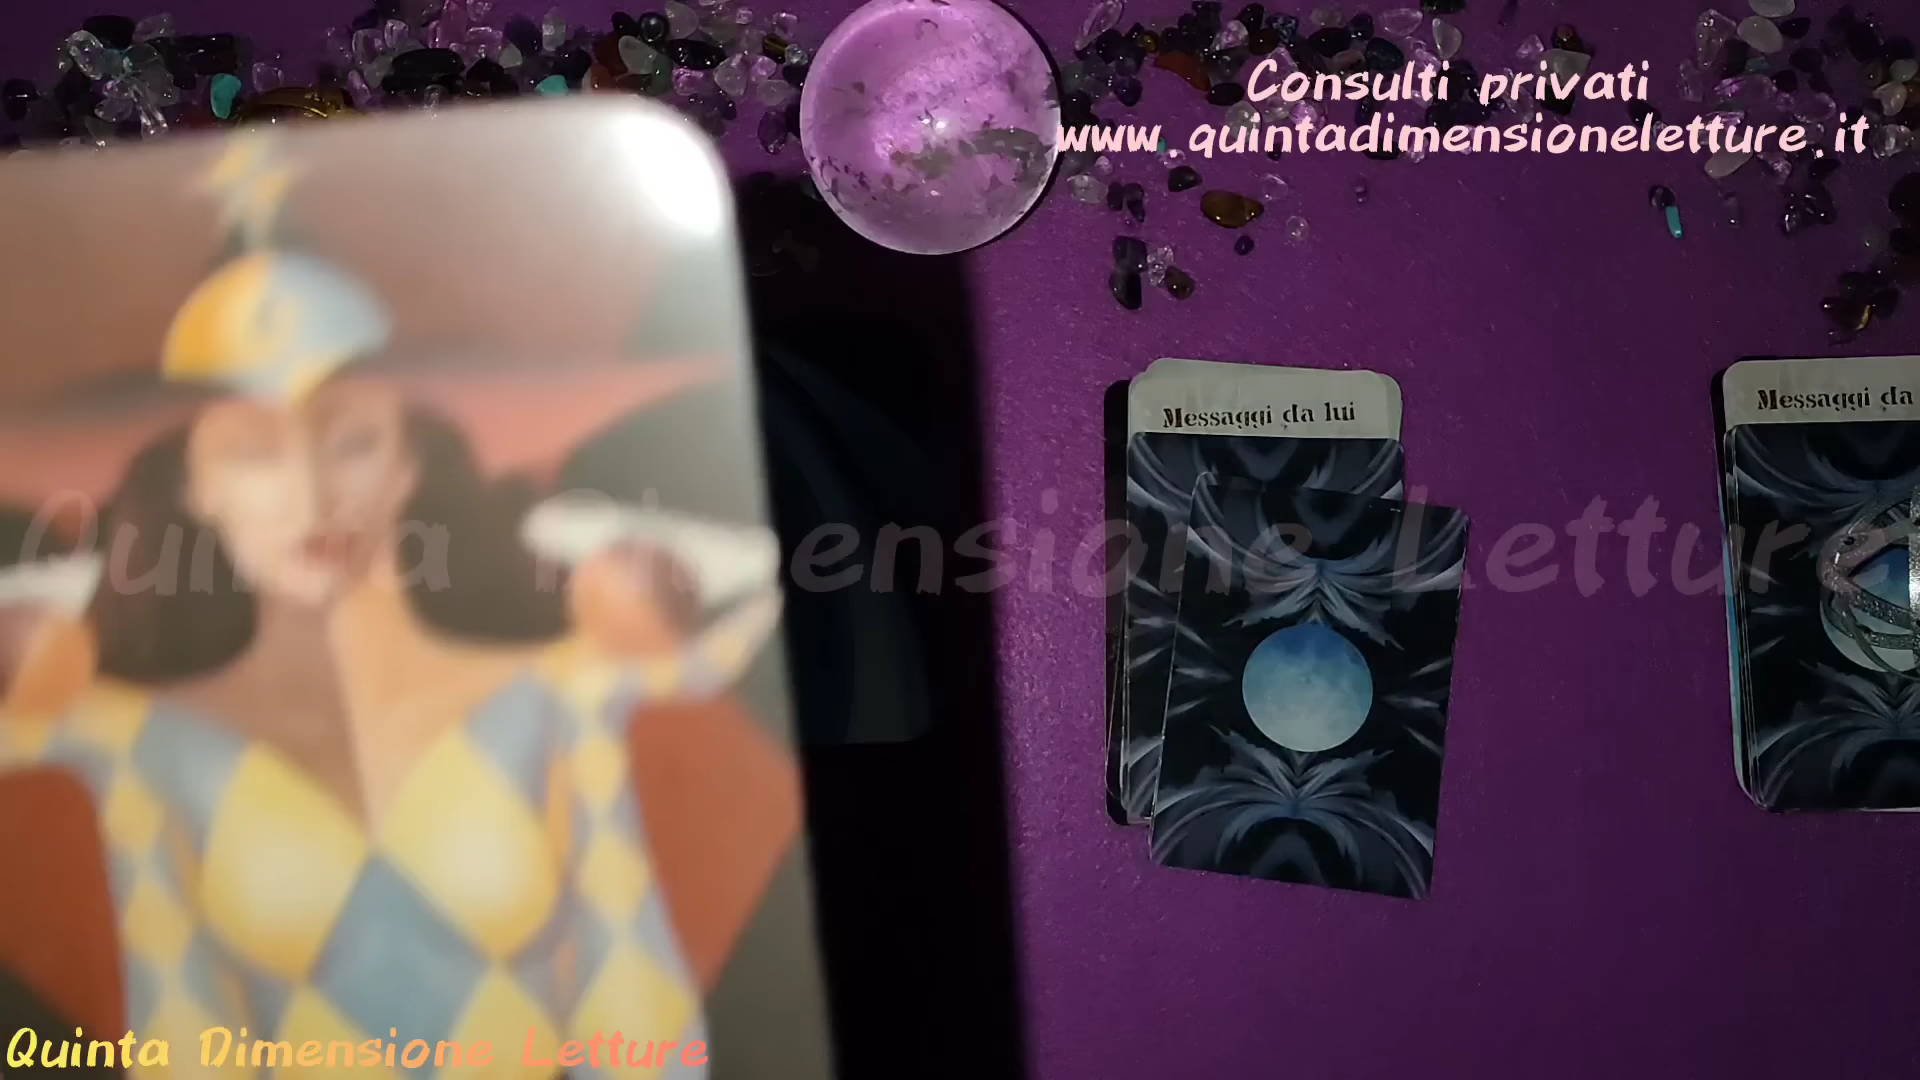 Consulti privati
www.quintadimensioneletture.it
Messaggi da lui
Messaggi da
Quinta Dimensione Letture
Quinta Dimensione Letture